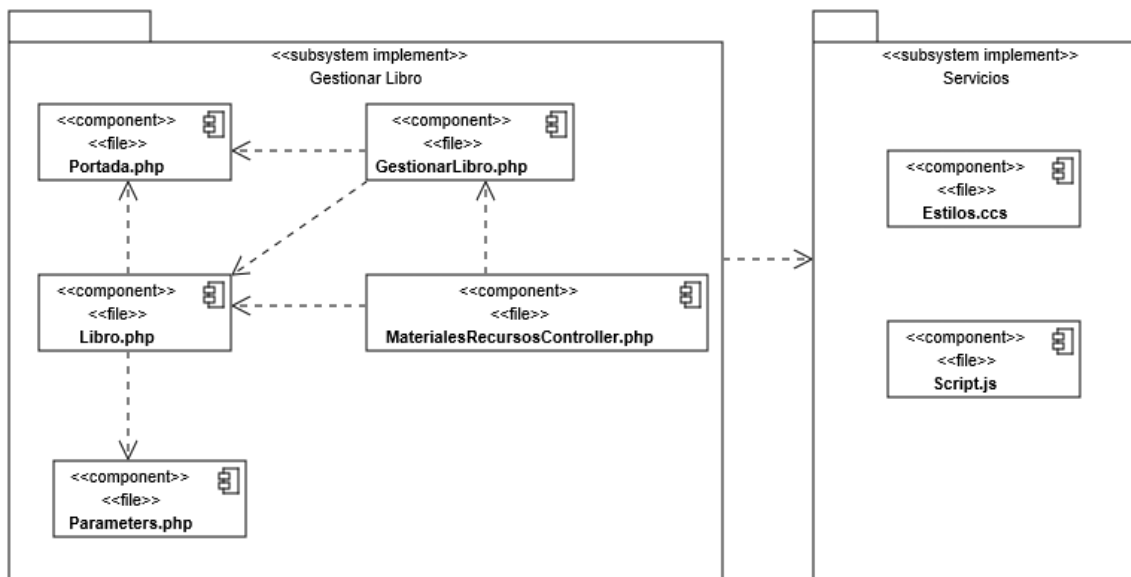 <<subsystem implement>>
Gestionar Libro
<<component>>
<<file>>
Portada.php
<<component>>
<<file>>
GestionarLibro.php
<<component>>
<<file>>
Libro.php
<<component>>
<<file>>
MaterialesRecursosController.php
<<component>>
<<file>>
Parameters.php
<<subsystem implement>>
Servicios
<<component>>
<<file>>
Estilos.ccs
<<component>>
<<file>>
Script.js